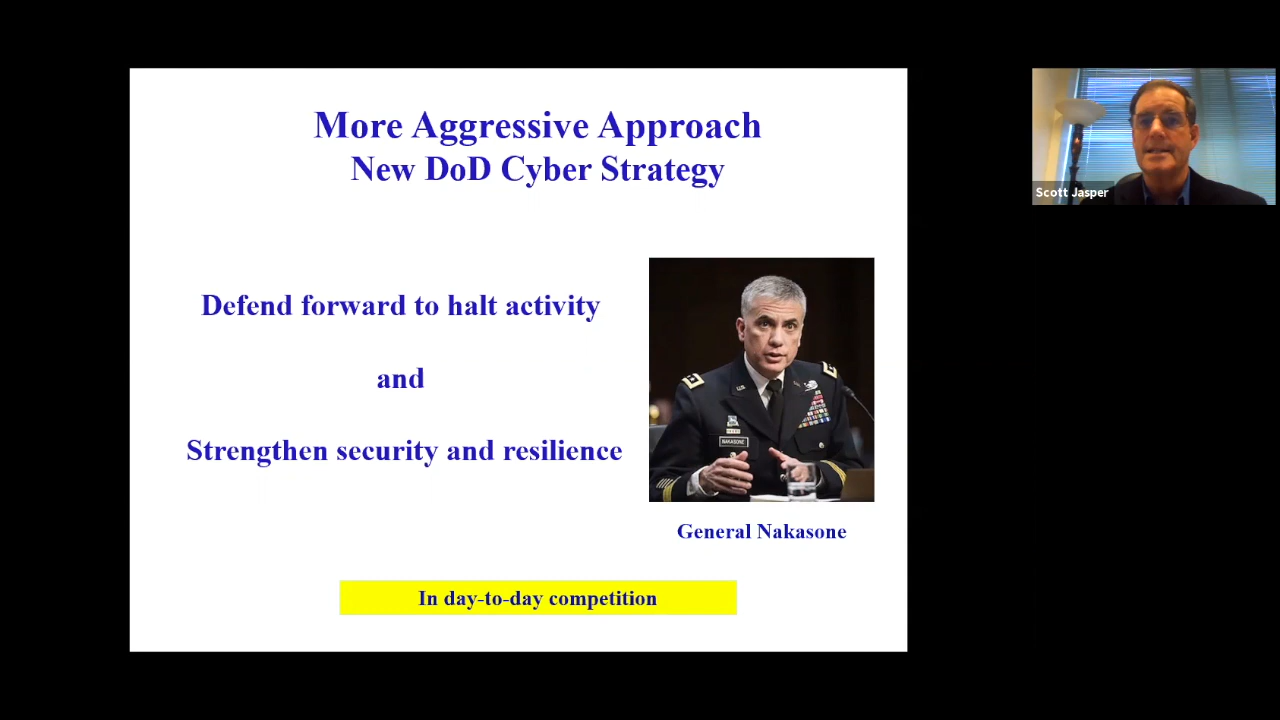 More Aggressive Approach
New DoD Cyber Strategy
Defend forward to halt activity
and
Strengthen security and resilience
U.S.
NAKASONE
General Nakasone
In day-to-day competition
Scott Jasper